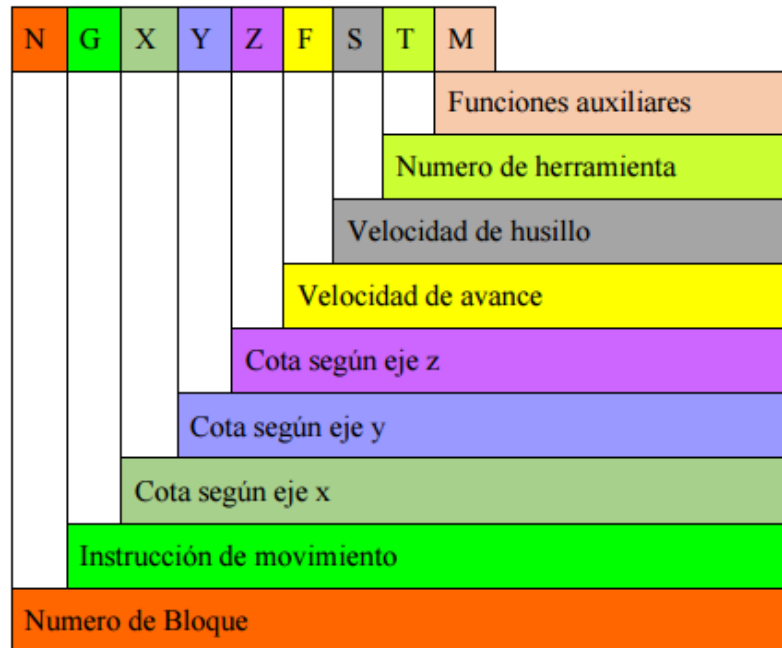 N G X Y Z F S T M
Funciones auxiliares
Numero de herramienta
Velocidad de husillo
Velocidad de avance
Cota según eje z
Cota según eje y
Cota según eje x
Instrucción de movimiento
Numero de Bloque